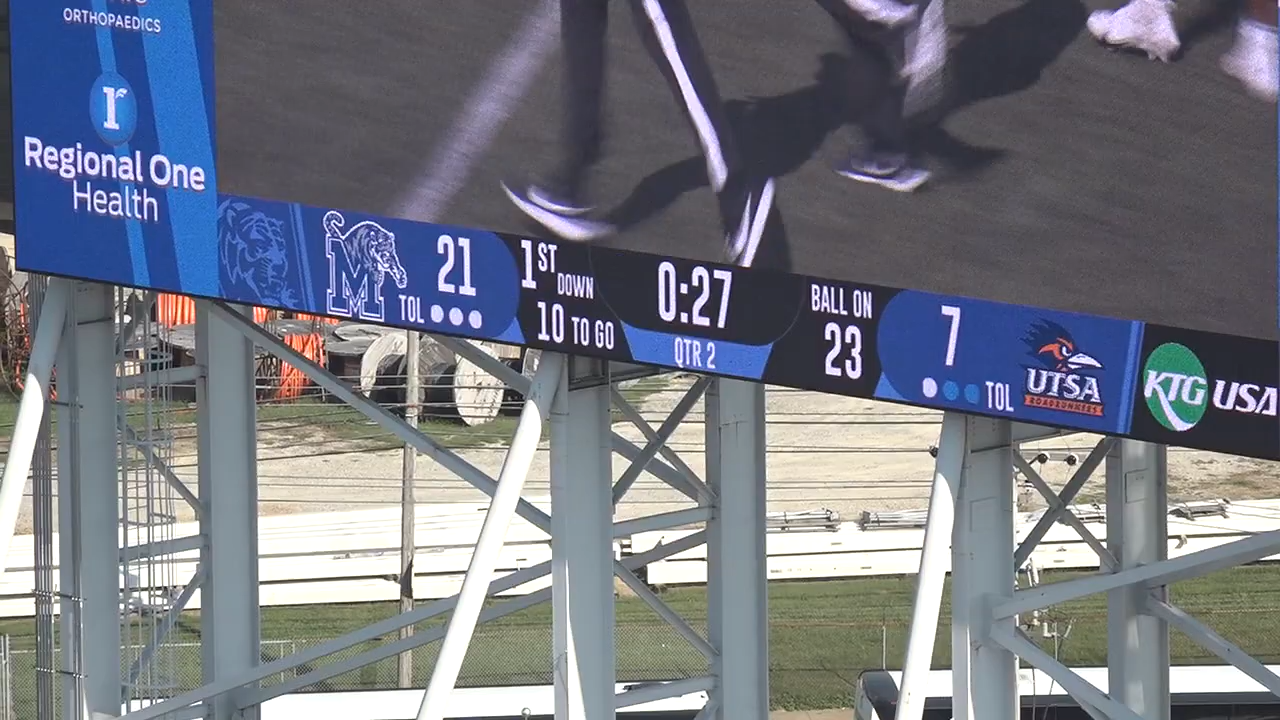 ORTHOPAEDICS
r
Regional One
Health
M
21
TOL
1ST DOWN
10 TO GO
0:27
QTR 2
BALL ON
23
7
TOL
UTSA
ROADRUNNERS
KTG USA